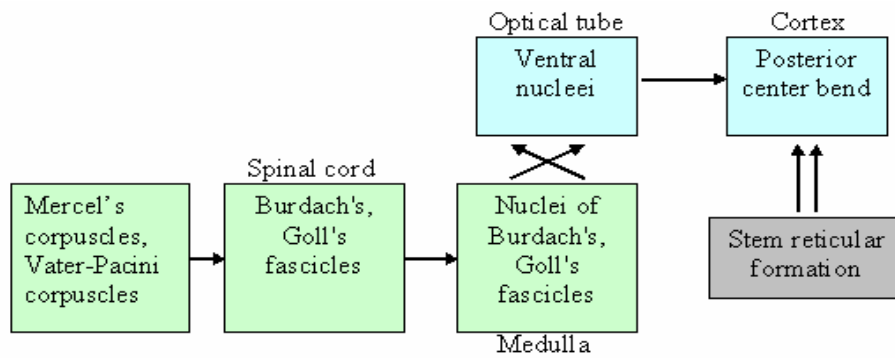 Optical tube
Ventral
nucleei
Cortex
Posterior
center bend
Spinal cord
Mercel's
corpuscles,
Vater-Pacini
corpuscles
Burdach's,
Goll's
fascicles
Nuclei of
Burdach's,
Goll's
fascicles
Medulla
Stem reticular
formation